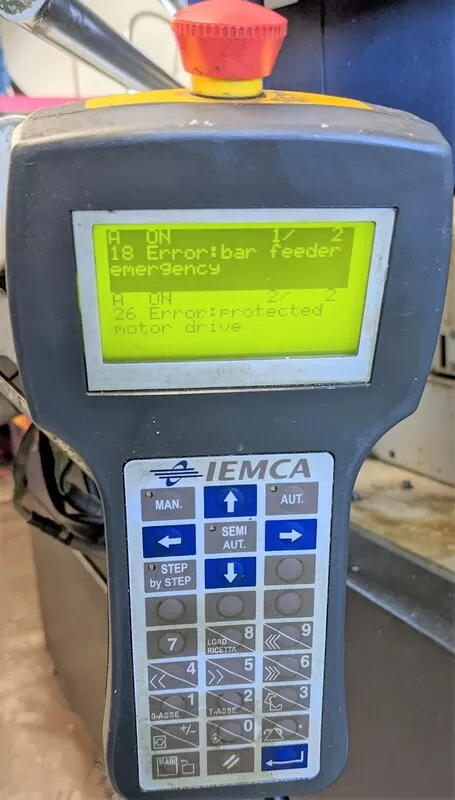 A ON 1/ 2
18 Error:bar feeder
emergency
A ON 2/ 2
26 Error:protected
motor drive
IEMCA
MAN.
AUT.
SEMI
AUT.
STEP
by STEP
7
LOAD
RICETTA
8
9
4
5
6
0-ASSE
1
T-ASSE
2
3
+/-
0
.
MAIN